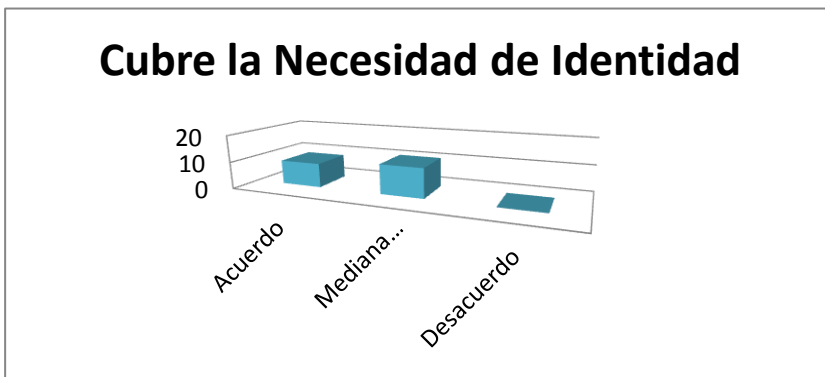 Cubre la Necesidad de Identidad
20
10
0
Acuerdo
Mediana...
Desacuerdo